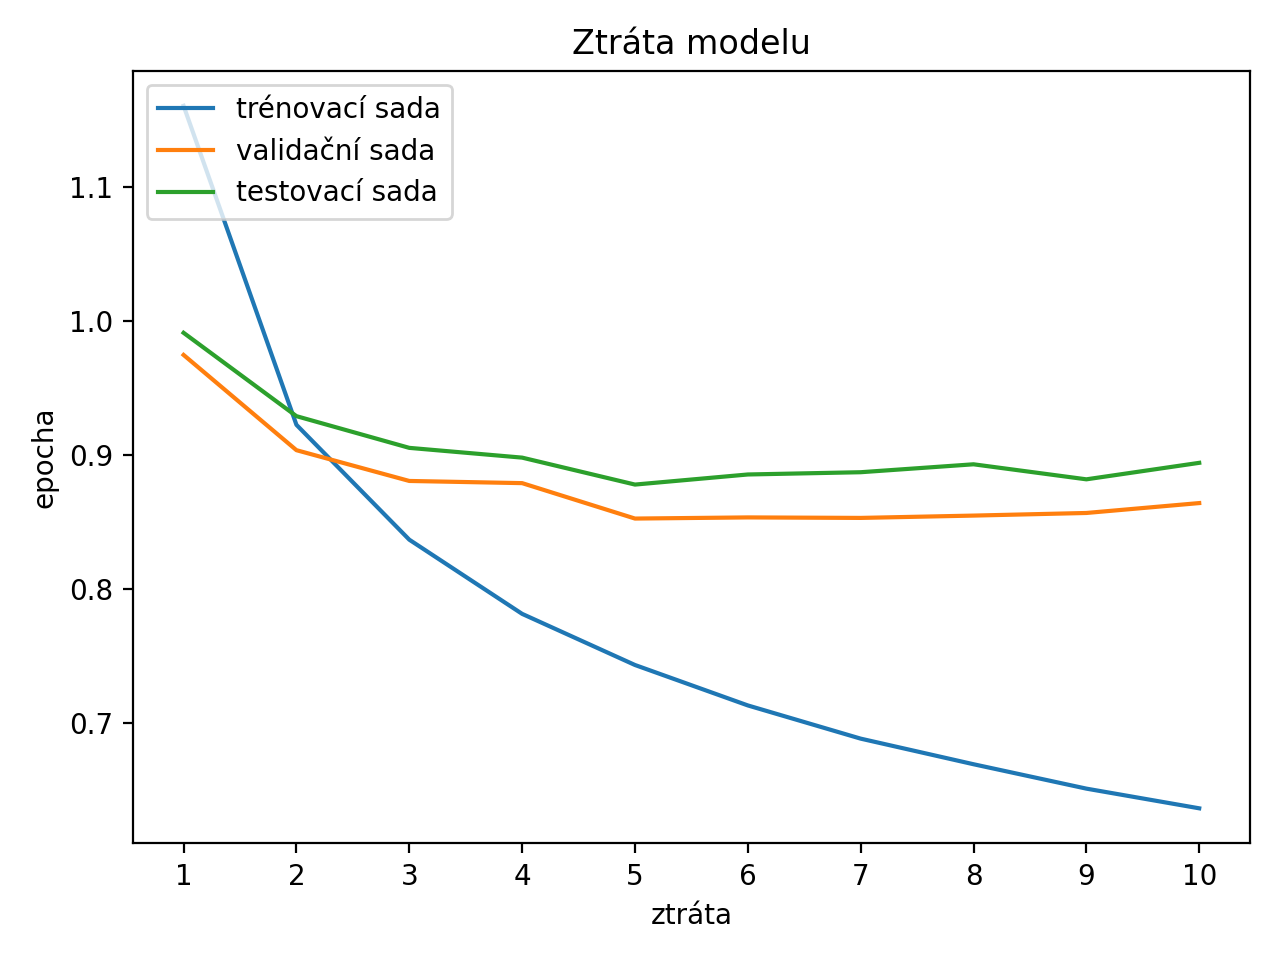 Ztráta modelu
trénovací sada
validační sada
testovací sada
1.1
1.0
0.9
0.8
0.7
epocha
1 2 3 4 5 6 7 8 9 10
ztráta